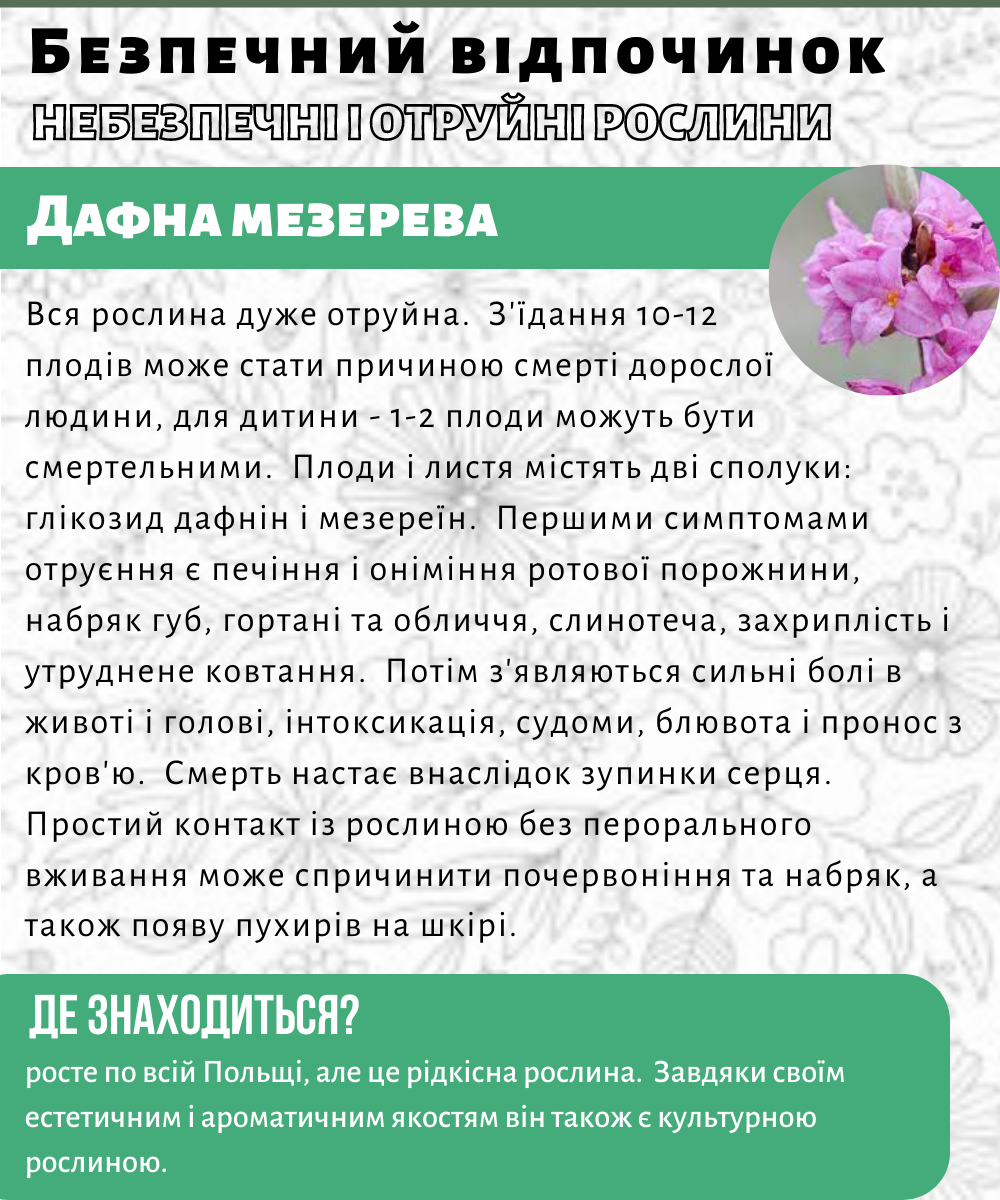 Безпечний відпочинок
НЕБЕЗПЕЧНІ І ОТРУЙНІ РОСЛИНИ
Дафна мезерева
Вся рослина дуже отруйна. З'їдання 10-12
плодів може стати причиною смерті дорослої
людини, для дитини - 1-2 плоди можуть бути
смертельними. Плоди і листя містять дві сполуки:
глікозид дафнін і мезереїн. Першими симптомами
отруєння є печіння і оніміння ротової порожнини,
набряк губ, гортані та обличчя, слинотеча, захриплість і
утруднене ковтання. Потім з'являються сильні болі в
животі і голові, інтоксикація, судоми, блювота і пронос з
кров'ю. Смерть настає внаслідок зупинки серця.
Простий контакт із рослиною без перорального
вживання може спричинити почервоніння та набряк, а
також появу пухирів на шкірі.
ДЕ ЗНАХОДИТЬСЯ?
росте по всій Польщі, але це рідкісна рослина. Завдяки своїм
естетичним і ароматичним якостям він також є культурною
рослиною.